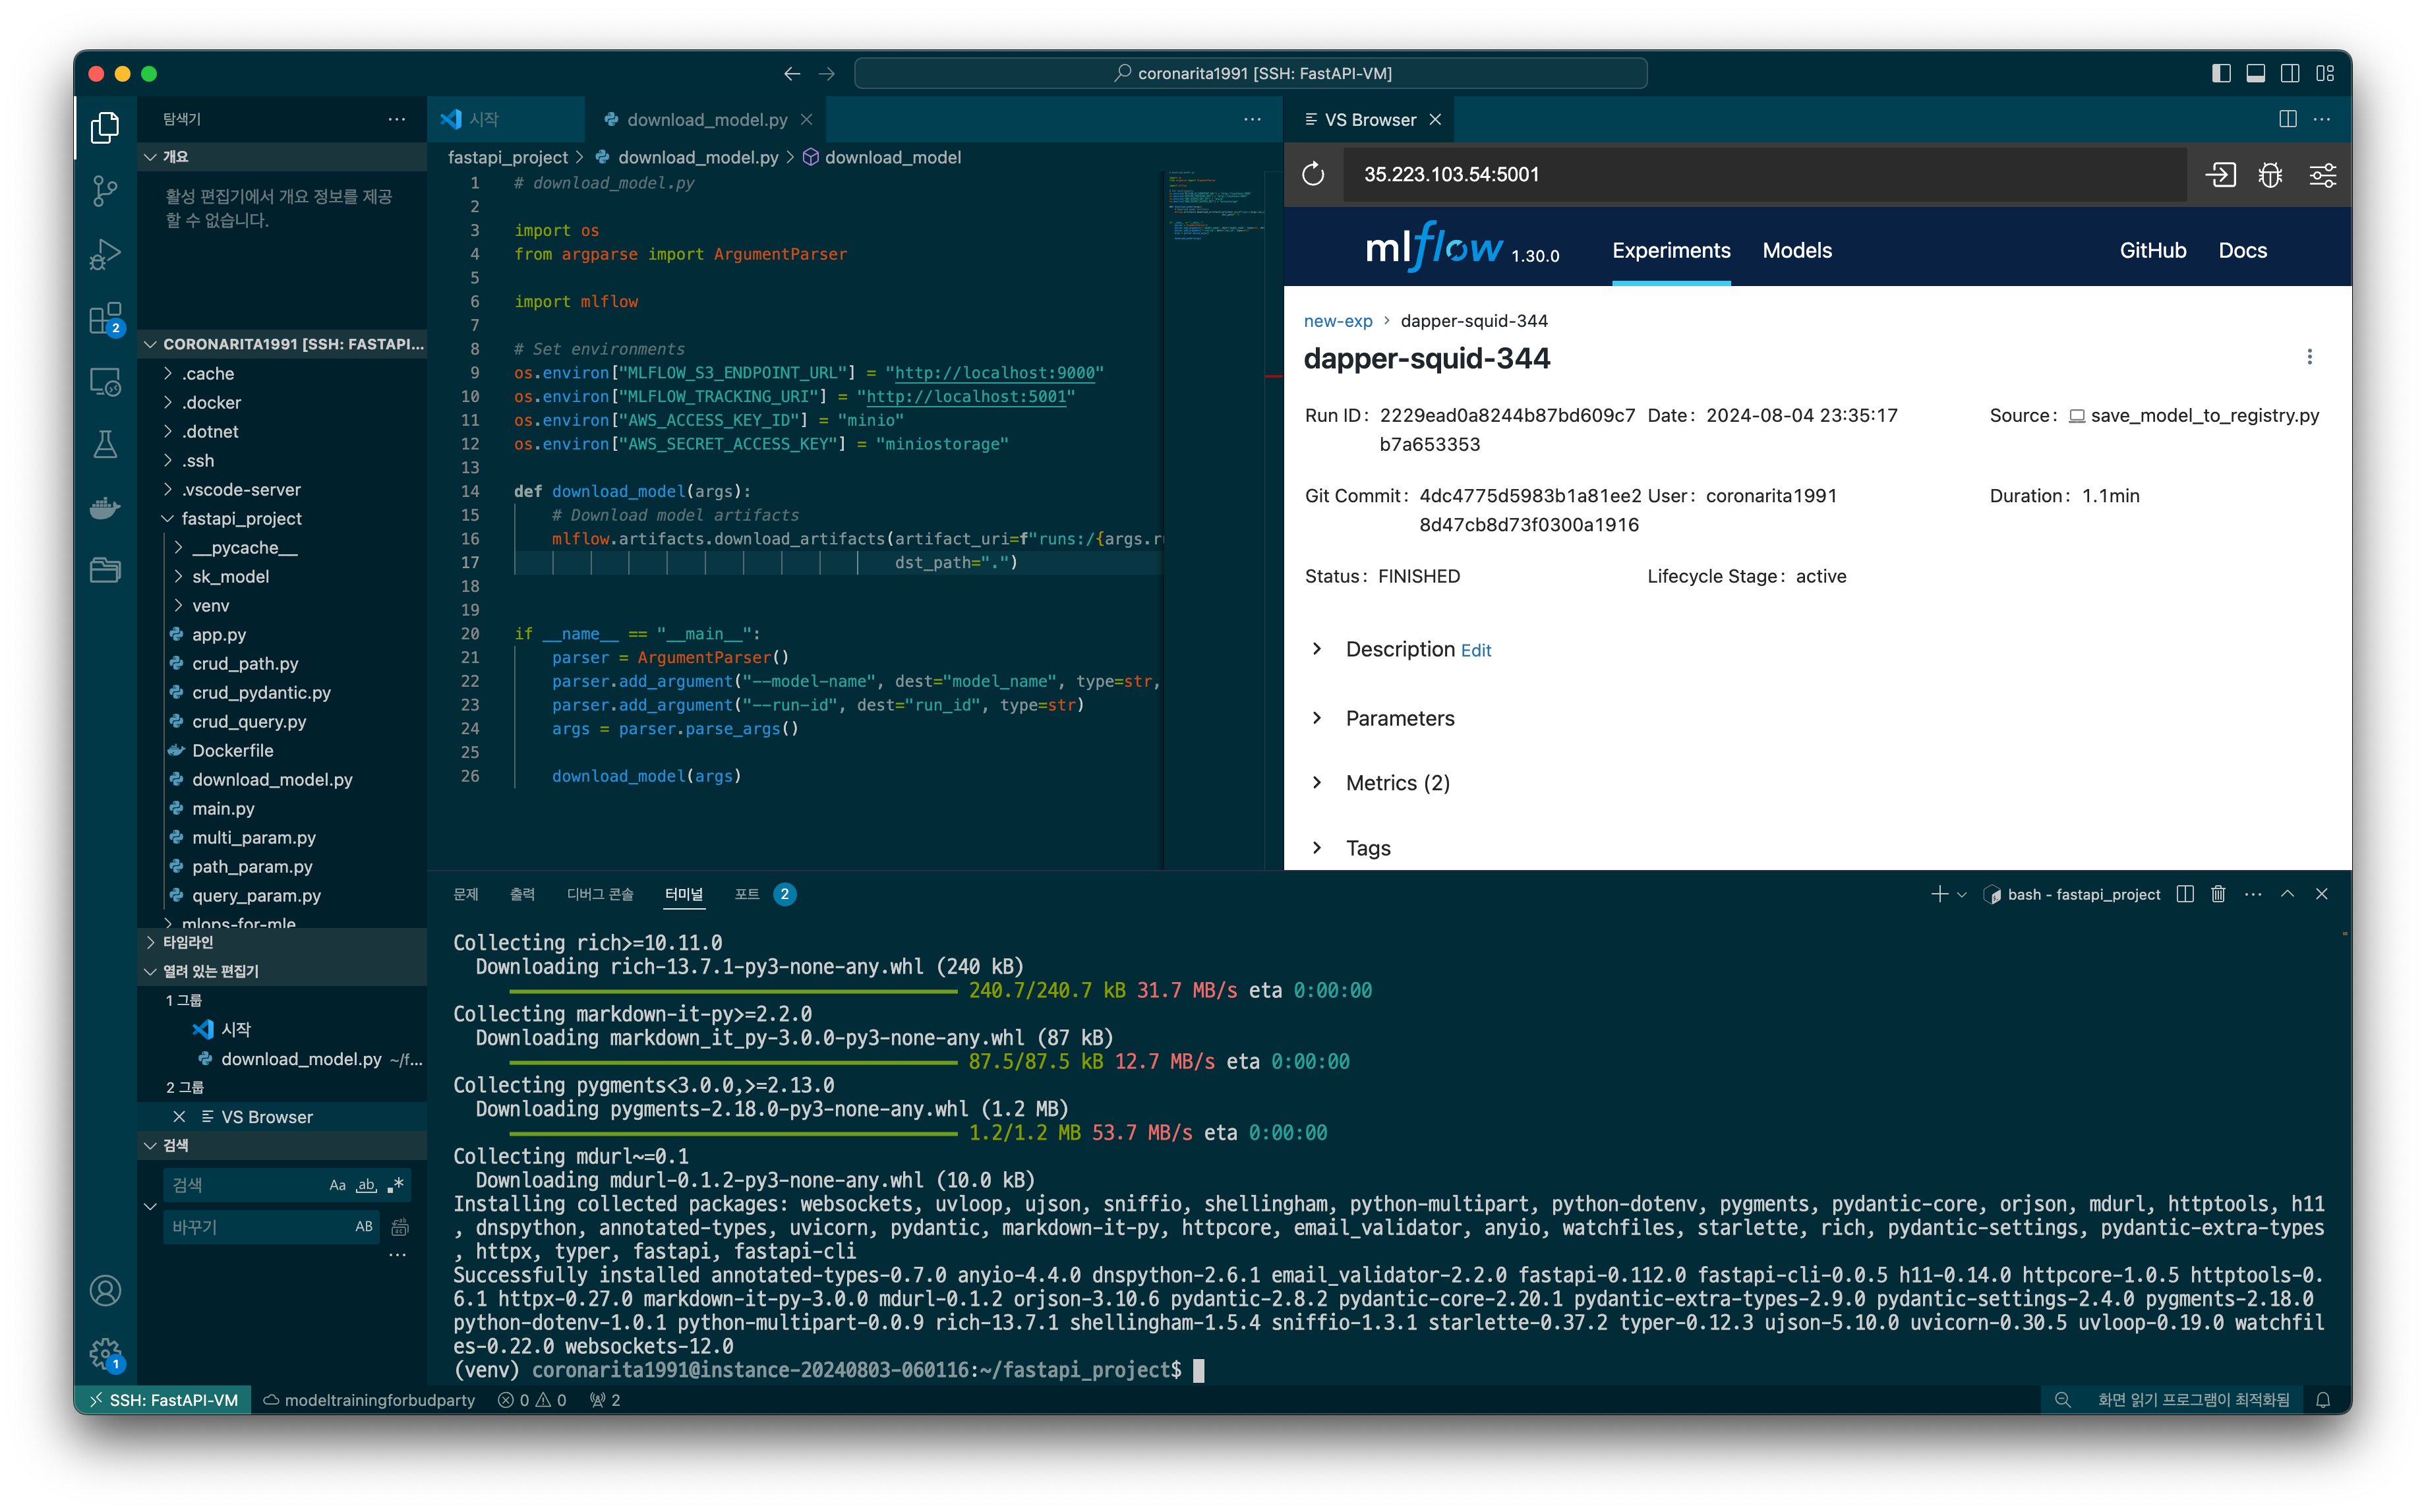 coronarita1991 [SSH: FastAPI-VM]
탐색기
개요
활성 편집기에서 개요 정보를 제공
할 수 없습니다.
CORONARITA1991 [SSH: FASTAPI...
.cache
.docker
.dotnet
.ssh
.vscode-server
fastapi_project
__pycache__
sk_model
venv
app.py
crud_path.py
crud_pydantic.py
crud_query.py
Dockerfile
download_model.py
main.py
multi_param.py
path_param.py
query_param.py
mlops-for-mle
타임라인
열려 있는 편집기
1 그룹
시작
download_model.py ~/f...
2 그룹
VS Browser
검색
검색 Aa ab .*
바꾸기 AB
2
1
시작
download_model.py
fastapi_project > download_model.py > download_model
1 # download_model.py
2
3 import os
4 from argparse import ArgumentParser
5
6 import mlflow
7
8 # Set environments
9 os.environ["MLFLOW_S3_ENDPOINT_URL"] = "http://localhost:9000"
10 os.environ["MLFLOW_TRACKING_URI"] = "http://localhost:5001"
11 os.environ["AWS_ACCESS_KEY_ID"] = "minio"
12 os.environ["AWS_SECRET_ACCESS_KEY"] = "miniostorage"
13
14 def download_model(args):
15 # Download model artifacts
16 mlflow.artifacts.download_artifacts(artifact_uri=f"runs:/{args.ru
17 dst_path=".")
18
19
20 if __name__ == "__main__":
21 parser = ArgumentParser()
22 parser.add_argument("--model-name", dest="model_name", type=str,
23 parser.add_argument("--run-id", dest="run_id", type=str)
24 args = parser.parse_args()
25
26 download_model(args)
VS Browser
35.223.103.54:5001
mlflow 1.30.0 Experiments Models GitHub Docs
new-exp > dapper-squid-344
dapper-squid-344
Run ID: 2229ead0a8244b87bd609c7 Date: 2024-08-04 23:35:17 Source: save_model_to_registry.py
b7a653353
Git Commit: 4dc4775d5983b1a81ee2 User: coronarita1991 Duration: 1.1min
8d47cb8d73f0300a1916
Status: FINISHED Lifecycle Stage: active
Description Edit
Parameters
Metrics (2)
Tags
문제 출력 디버그 콘솔 터미널 포트 2
bash - fastapi_project
Collecting rich>=10.11.0
Downloading rich-13.7.1-py3-none-any.whl (240 kB)
240.7/240.7 kB 31.7 MB/s eta 0:00:00
Collecting markdown-it-py>=2.2.0
Downloading markdown_it_py-3.0.0-py3-none-any.whl (87 kB)
87.5/87.5 kB 12.7 MB/s eta 0:00:00
Collecting pygments<3.0.0,>=2.13.0
Downloading pygments-2.18.0-py3-none-any.whl (1.2 MB)
1.2/1.2 MB 53.7 MB/s eta 0:00:00
Collecting mdurl~=0.1
Downloading mdurl-0.1.2-py3-none-any.whl (10.0 kB)
Installing collected packages: websockets, uvloop, ujson, sniffio, shellingham, python-multipart, python-dotenv, pygments, pydantic-core, orjson, mdurl, httptools, h11
, dnspython, annotated-types, uvicorn, pydantic, markdown-it-py, httpcore, email_validator, anyio, watchfiles, starlette, rich, pydantic-settings, pydantic-extra-types
, httpx, typer, fastapi, fastapi-cli
Successfully installed annotated-types-0.7.0 anyio-4.4.0 dnspython-2.6.1 email_validator-2.2.0 fastapi-0.112.0 fastapi-cli-0.0.5 h11-0.14.0 httpcore-1.0.5 httptools-0.
6.1 httpx-0.27.0 markdown-it-py-3.0.0 mdurl-0.1.2 orjson-3.10.6 pydantic-2.8.2 pydantic-core-2.20.1 pydantic-extra-types-2.9.0 pydantic-settings-2.4.0 pygments-2.18.0
python-dotenv-1.0.1 python-multipart-0.0.9 rich-13.7.1 shellingham-1.5.4 sniffio-1.3.1 starlette-0.37.2 typer-0.12.3 ujson-5.10.0 uvicorn-0.30.5 uvloop-0.19.0 watchfil
es-0.22.0 websockets-12.0
(venv) coronarita1991@instance-20240803-060116:~/fastapi_project$
SSH: FastAPI-VM modeltrainingforbudparty 0 0 2 화면 읽기 프로그램이 최적화됨